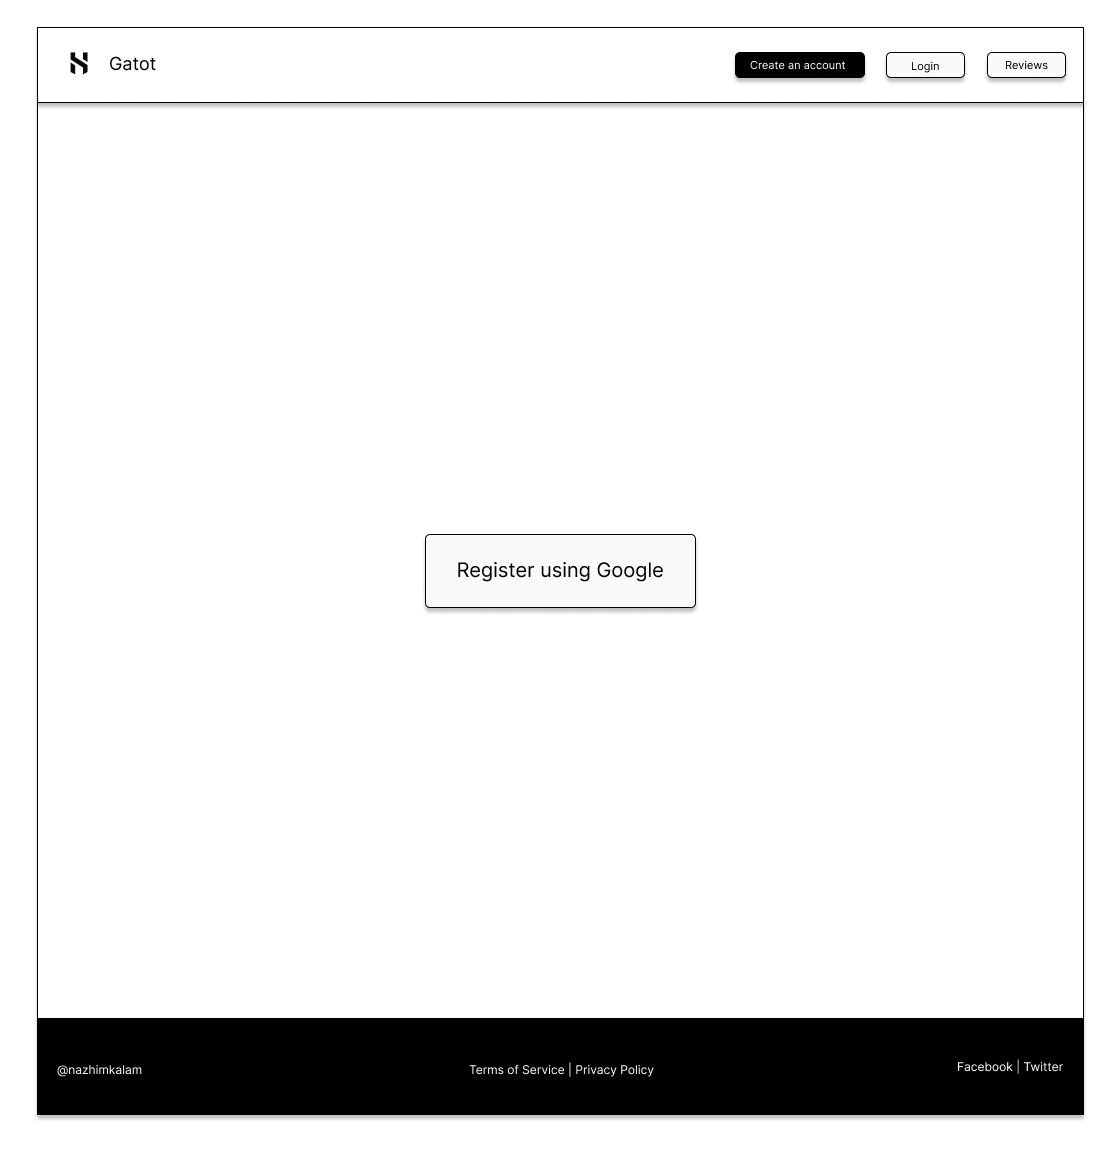 Gatot
Create an account
Login
Reviews
Register using Google
@nazhimkalam
Terms of Service | Privacy Policy
Facebook | Twitter